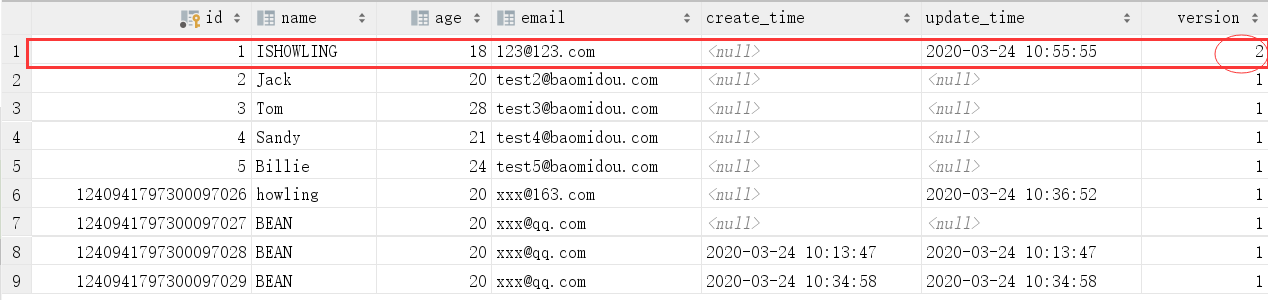 id name age email create_time update_time version
1 1 ISHOWLING 18 123@123.com <null> 2020-03-24 10:55:55 2
2 2 Jack 20 test2@baomidou.com <null> <null> 1
3 3 Tom 28 test3@baomidou.com <null> <null> 1
4 4 Sandy 21 test4@baomidou.com <null> <null> 1
5 5 Billie 24 test5@baomidou.com <null> <null> 1
6 1240941797300097026 howling 20 xxx@163.com <null> 2020-03-24 10:36:52 1
7 1240941797300097027 BEAN 20 xxx@qq.com <null> <null> 1
8 1240941797300097028 BEAN 20 xxx@qq.com 2020-03-24 10:13:47 2020-03-24 10:13:47 1
9 1240941797300097029 BEAN 20 xxx@qq.com 2020-03-24 10:34:58 2020-03-24 10:34:58 1